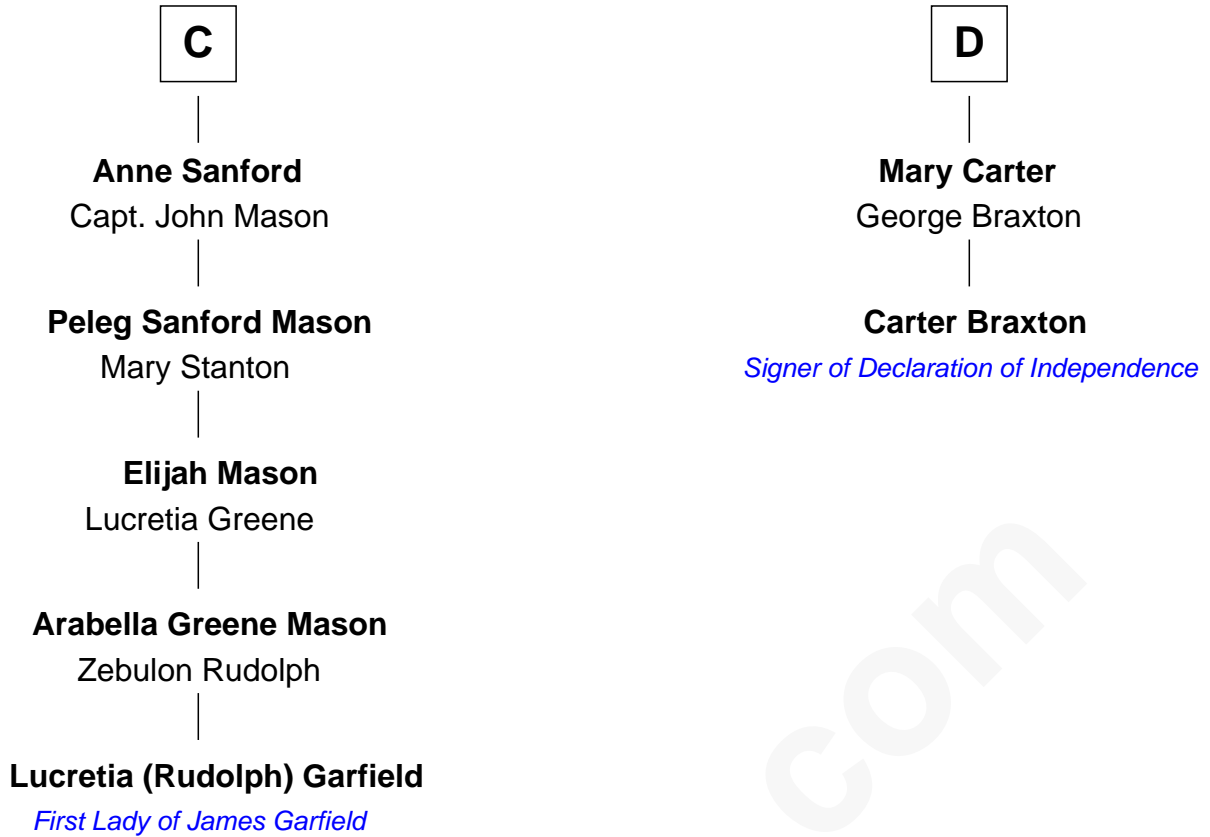 C
Anne Sanford
Capt. John Mason
Peleg Sanford Mason
Mary Stanton
Elijah Mason
Lucretia Greene
Arabella Greene Mason
Zebulon Rudolph
Lucretia (Rudolph) Garfield
First Lady of James Garfield
D
Mary Carter
George Braxton
Carter Braxton
Signer of Declaration of Independence
com